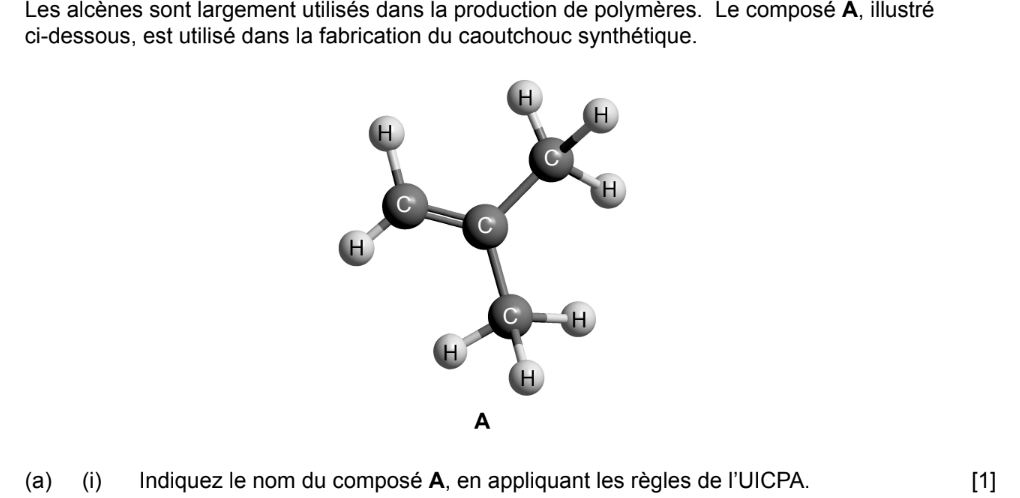 Les alcènes sont largement utilisés dans la production de polymères. Le composé A, illustré
ci-dessous, est utilisé dans la fabrication du caoutchouc synthétique.
H
H
H
C
H
C
C
H
C
H
H
H
A
(a) (i) Indiquez le nom du composé A, en appliquant les règles de l'UICPA. [1]